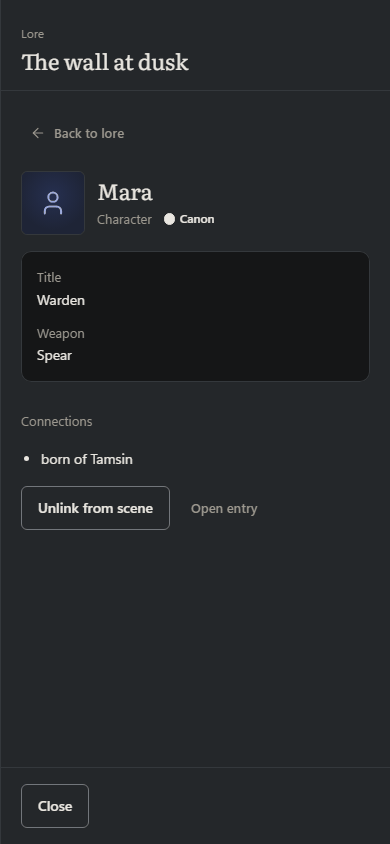 Lore
The wall at dusk
Back to lore
Mara
Character Canon
Title
Warden
Weapon
Spear
Connections
born of Tamsin
Unlink from scene Open entry
Close